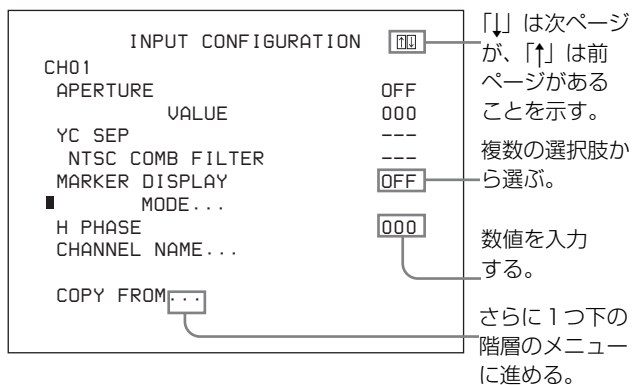 INPUT CONFIGURATION ↑↓
CH01
APERTURE OFF
VALUE 000
YC SEP ---
NTSC COMB FILTER ---
MARKER DISPLAY OFF
MODE...
H PHASE 000
CHANNEL NAME...
COPY FROM...
「↓」は次ページ
が、「↑」は前
ページがある
ことを示す。
複数の選択肢か
ら選ぶ。
数値を入力
する。
さらに1つ下の
階層のメニュー
に進める。